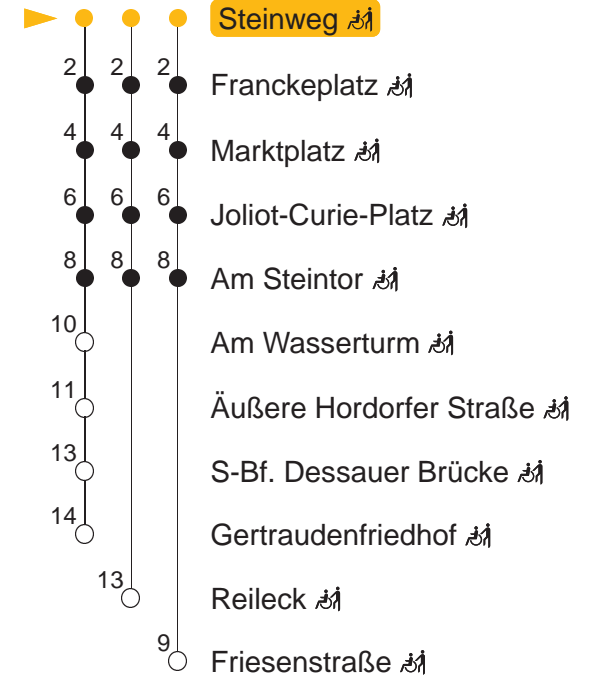 Steinweg
2 2 2 Franckeplatz
4 4 4 Marktplatz
6 6 6 Joliot-Curie-Platz
8 8 8 Am Steintor
10 Am Wasserturm
11 Äußere Hordorfer Straße
13 S-Bf. Dessauer Brücke
14 Gertraudenfriedhof
13 Reileck
9 Friesenstraße